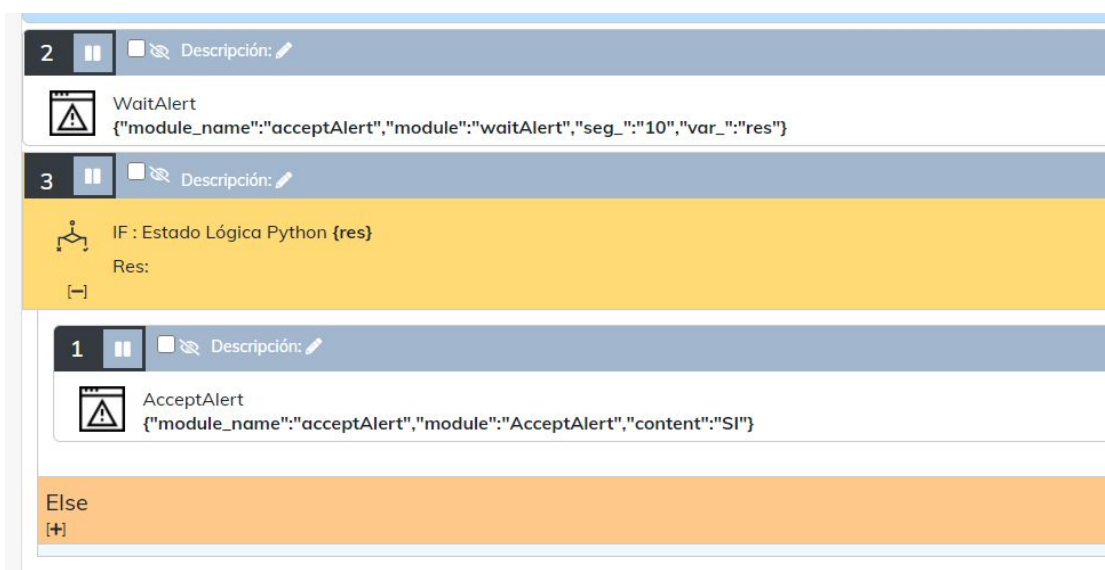 2 Descripción:
WaitAlert
{"module_name":"acceptAlert","module":"waitAlert","seg_":"10","var_":"res"}
3 Descripción:
IF : Estado Lógica Python {res}
Res:
[−]
1 Descripción:
AcceptAlert
{"module_name":"acceptAlert","module":"AcceptAlert","content":"SI"}
Else
[+]